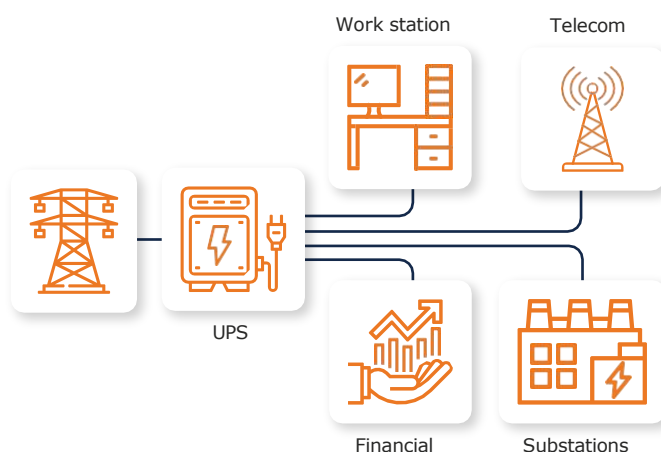 Work station
Telecom
UPS
Financial
Substations